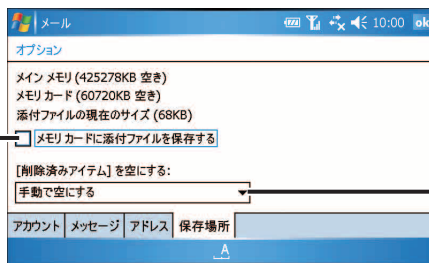 メール 10:00 ok
オプション
メイン メモリ (425278KB 空き)
メモリ カード (60720KB 空き)
添付ファイルの現在のサイズ (68KB)
メモリ カードに添付ファイルを保存する
[削除済みアイテム] を空にする:
手動で空にする
アカウント メッセージ アドレス 保存場所
A